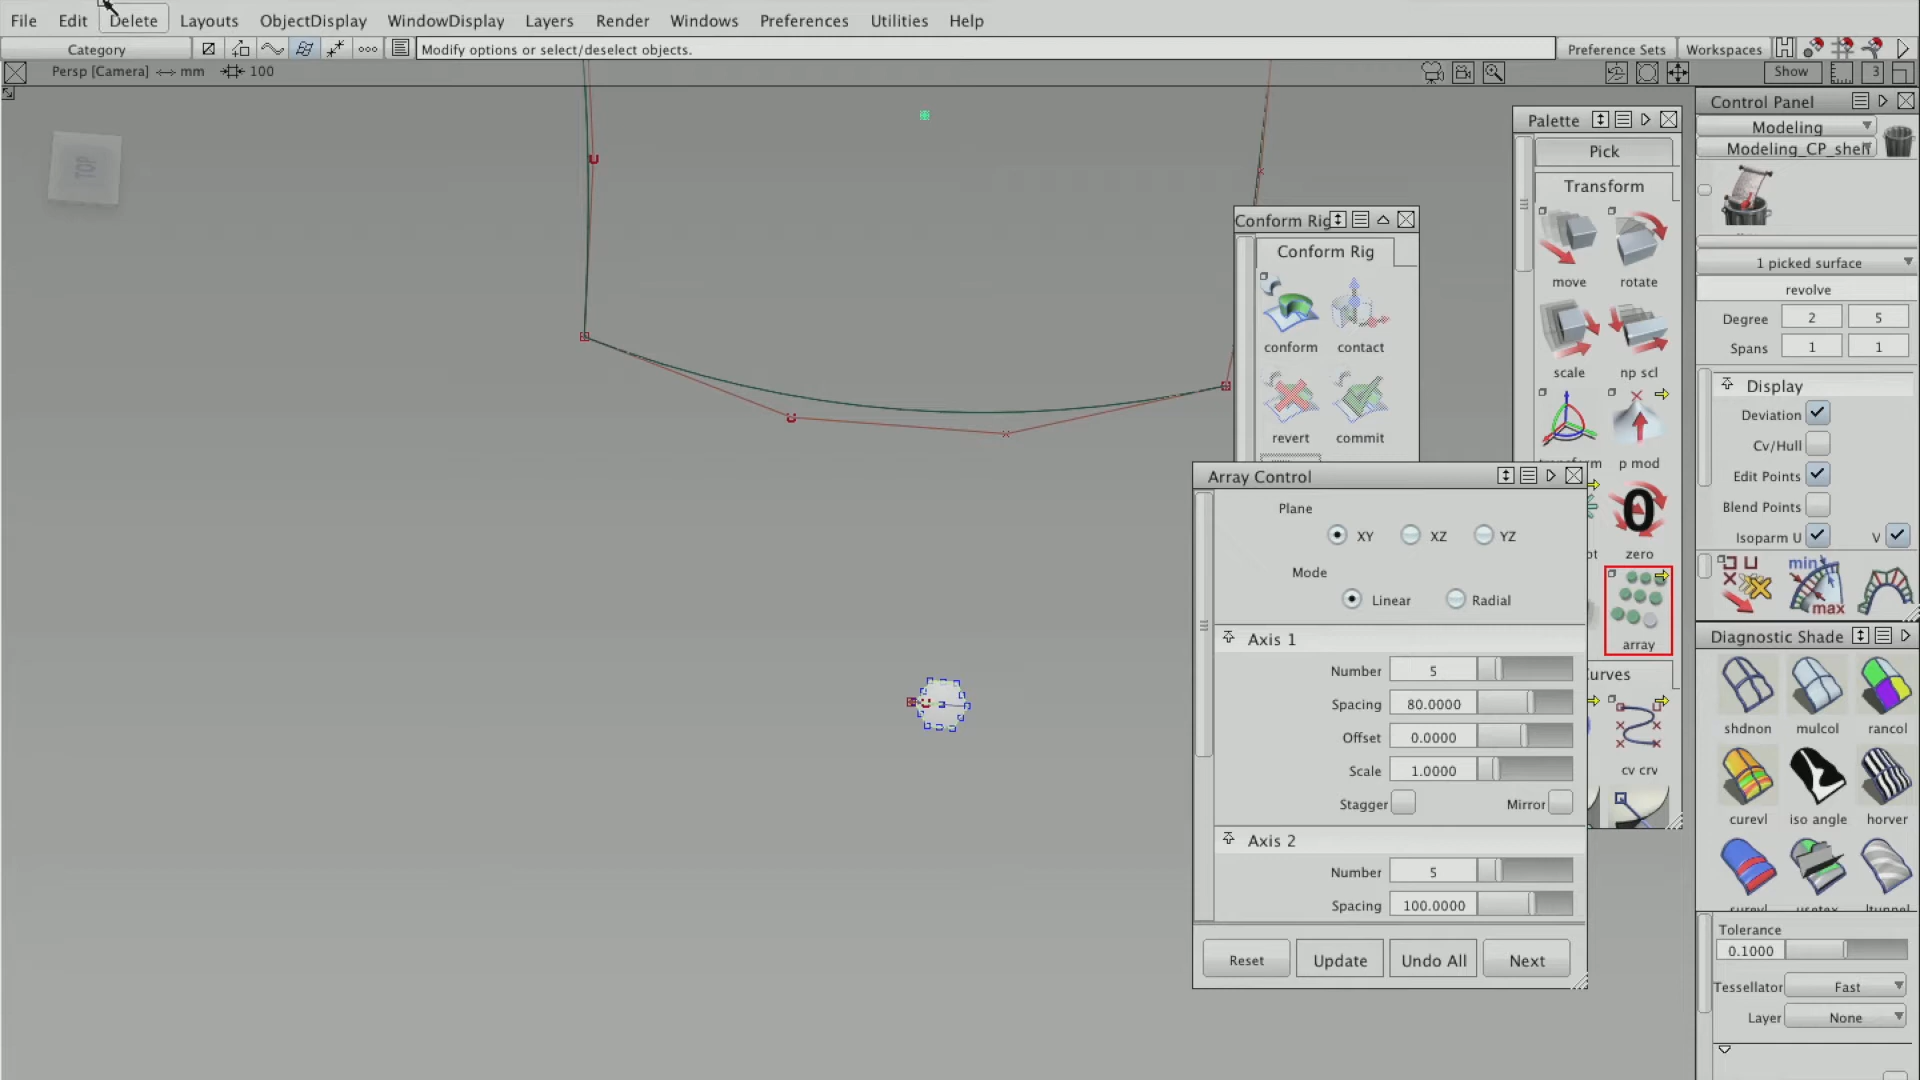 File Edit Delete Layouts ObjectDisplay WindowDisplay Layers Render Windows Preferences Utilities Help
Category
Modify options or select/deselect objects.
Preference Sets Workspaces
Persp [Camera] mm 100
Show 3
TOP
Conform Rig
Conform Rig
conform contact
revert commit
Palette
Pick
Transform
move rotate
scale np scl
p mod
0
zero
array
urves
cv crv
Array Control
Plane
XY XZ YZ
Mode
Linear Radial
Axis 1
Number 5
Spacing 80.0000
Offset 0.0000
Scale 1.0000
Stagger Mirror
Axis 2
Number 5
Spacing 100.0000
Reset Update Undo All Next
Control Panel
Modeling
Modeling_CP_shelf
1 picked surface
revolve
Degree 2 5
Spans 1 1
Display
Deviation
Cv/Hull
Edit Points
Blend Points
Isoparm U V
min
max
Diagnostic Shade
shdnon mulcol rancol
curevl iso angle horver
Tolerance
0.1000
Tessellator Fast
Layer None